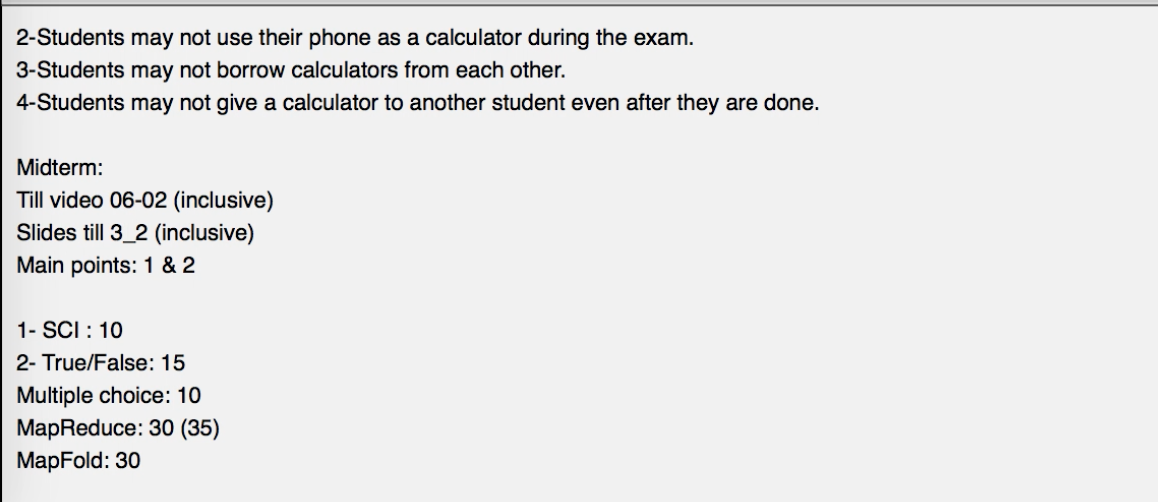 2-Students may not use their phone as a calculator during the exam.
3-Students may not borrow calculators from each other.
4-Students may not give a calculator to another student even after they are done.
Midterm:
Till video 06-02 (inclusive)
Slides till 3_2 (inclusive)
Main points: 1 & 2
1- SCI : 10
2- True/False: 15
Multiple choice: 10
MapReduce: 30 (35)
MapFold: 30